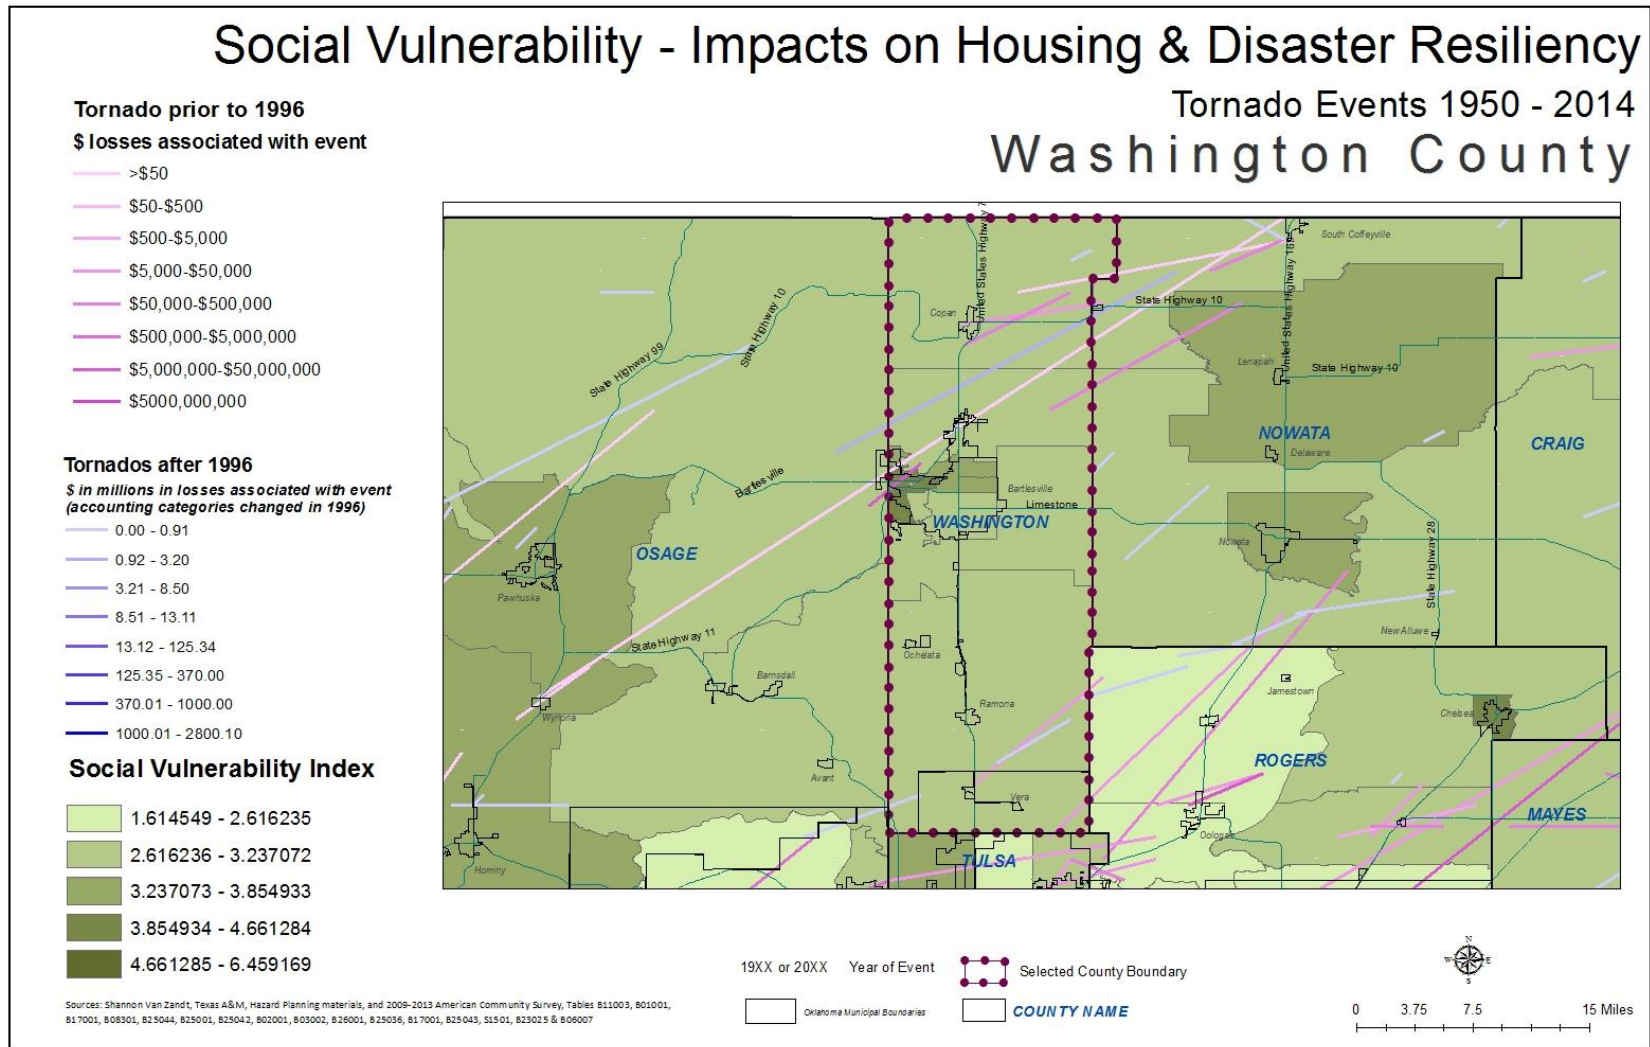 Social Vulnerability - Impacts on Housing & Disaster Resiliency
Tornado Events 1950 - 2014
Washington County
Tornado prior to 1996
$ losses associated with event
>$50
$50-$500
$500-$5,000
$5,000-$50,000
$50,000-$500,000
$500,000-$5,000,000
$5,000,000-$50,000,000
$5000,000,000
Tornados after 1996
$ in millions in losses associated with event
(accounting categories changed in 1996)
0.00 - 0.91
0.92 - 3.20
3.21 - 8.50
8.51 - 13.11
13.12 - 125.34
125.35 - 370.00
370.01 - 1000.00
1000.01 - 2800.10
Social Vulnerability Index
1.614549 - 2.616235
2.616236 - 3.237072
3.237073 - 3.854933
3.854934 - 4.661284
4.661285 - 6.459169
United States Highway 7
South Coffeyville
United States Highway 169
State Highway 10
State Highway 10
Copan
State Highway 99
Lenapah
State Highway 10
NOWATA
Delaware
CRAIG
Bartlesville
Bartlesville
Limestone
WASHINGTON
OSAGE
Nowata
State Highway 28
Pawhuska
State Highway 11
Ochelata
New Alluwe
Barnsdall
Jamestown
Wynona
Ramona
Chelsea
ROGERS
Avant
Vera
MAYES
Oologah
TULSA
Hominy
19XX or 20XX Year of Event
Selected County Boundary
Oklahoma Municipal Boundaries
COUNTY NAME
N
W E
S
0 3.75 7.5 15 Miles
Sources: Shannon Van Zandt, Texas A&M, Hazard Planning materials, and 2009-2013 American Community Survey, Tables B11003, B01001,
B17001, B08301, B25044, B25001, B25042, B02001, B03002, B26001, B25036, B17001, B25043, S1501, B23025 & B06007